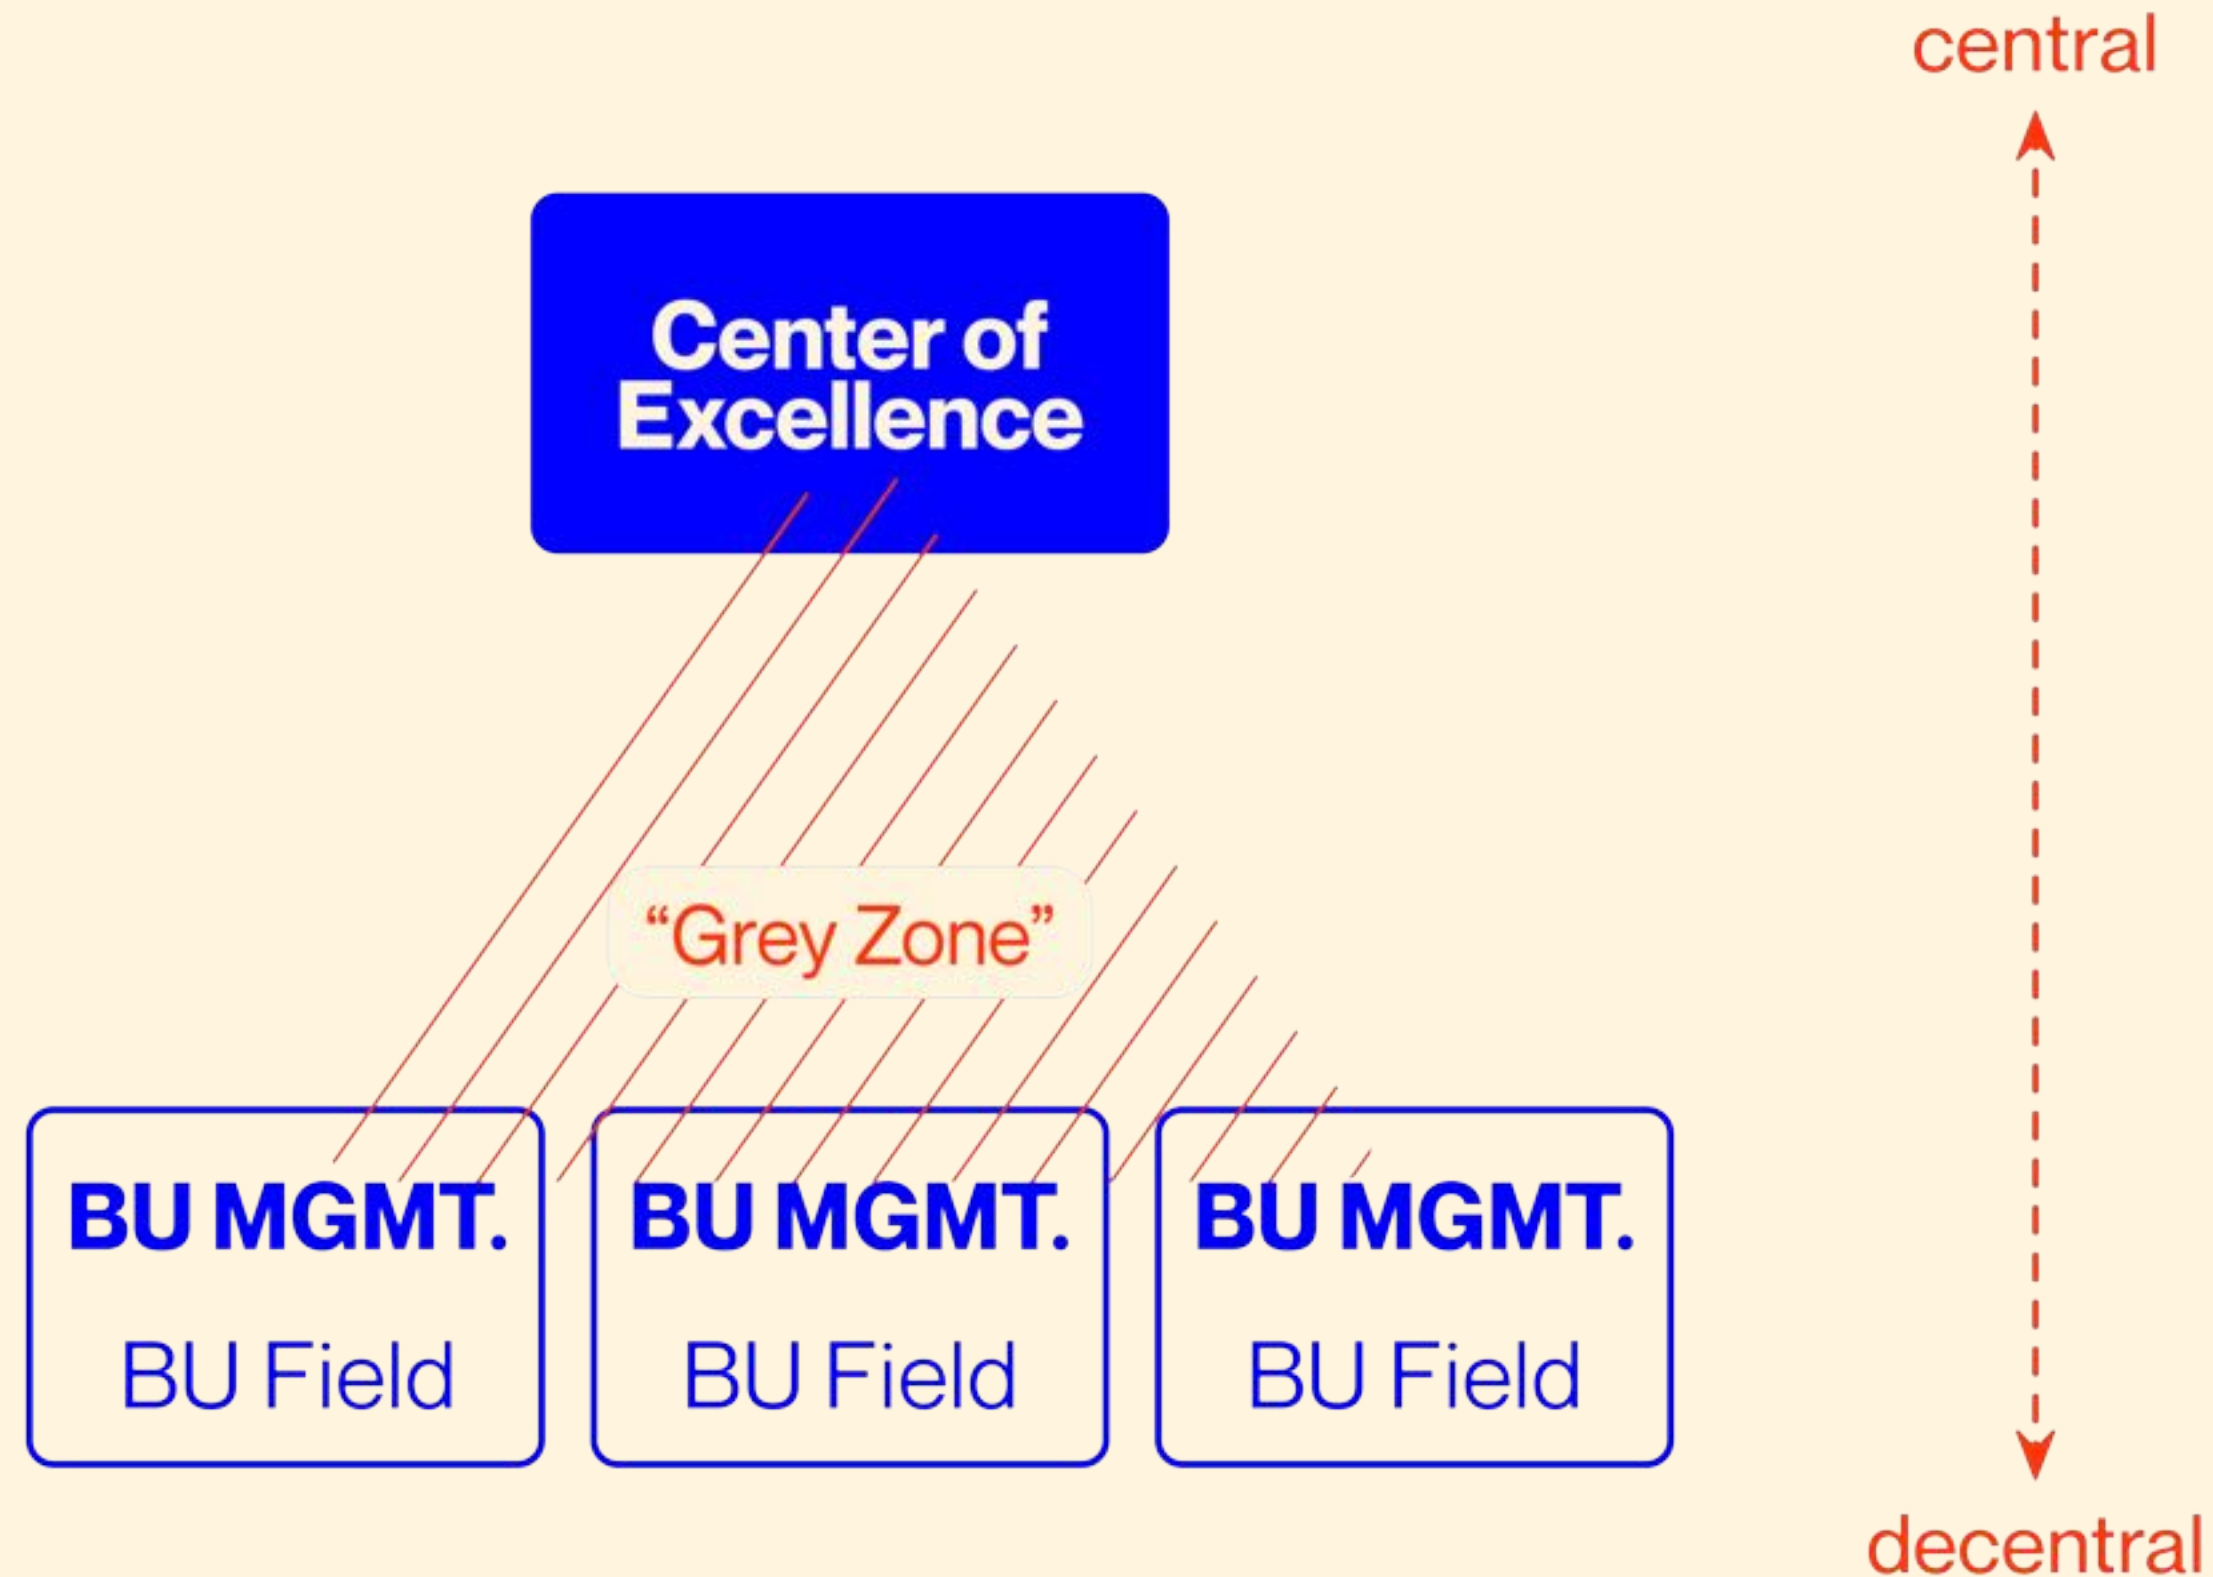 central
Center of
Excellence
“Grey Zone”
BU MGMT.
BU Field
BU MGMT.
BU Field
BU MGMT.
BU Field
decentral